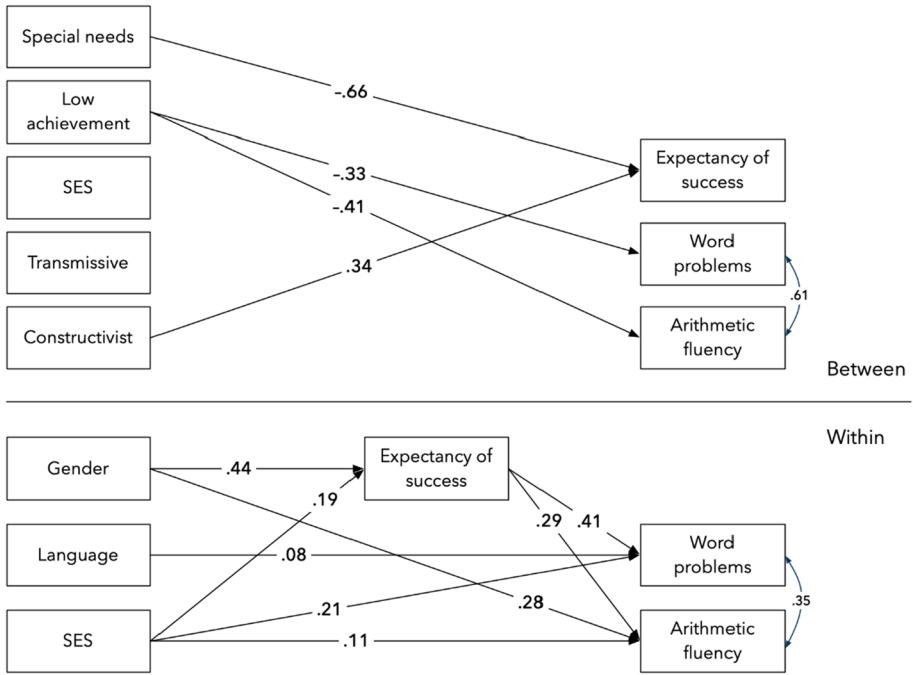 Special needs
Low
achievement
SES
Transmissive
Constructivist
-.66
-.33
-.41
.34
Expectancy of
success
Word
problems
Arithmetic
fluency
.61
Between
Within
Gender
Language
SES
.44
.19
.08
.21
.11
Expectancy of
success
.29 .41
.28
Word
problems
Arithmetic
fluency
.35